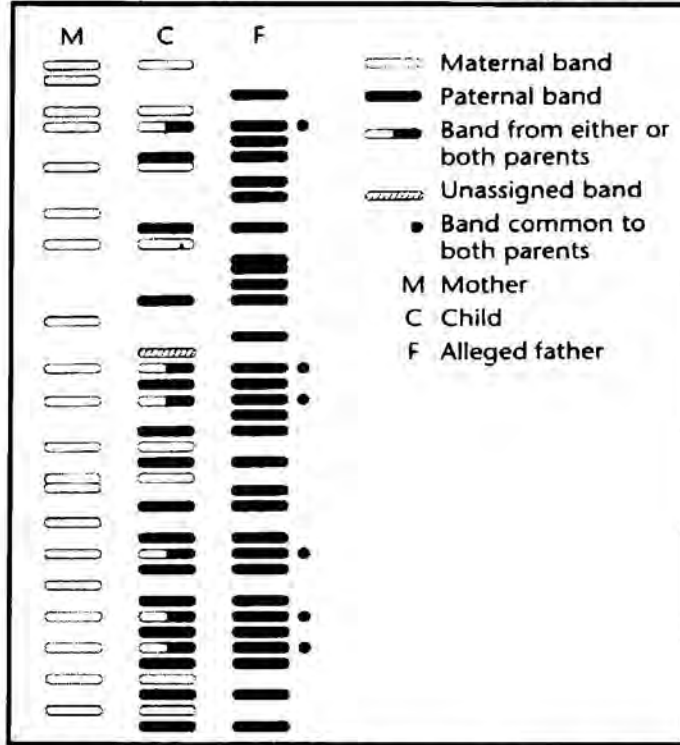 M C F
Maternal band
Paternal band
Band from either or
both parents
Unassigned band
Band common to
both parents
M Mother
C Child
F Alleged father